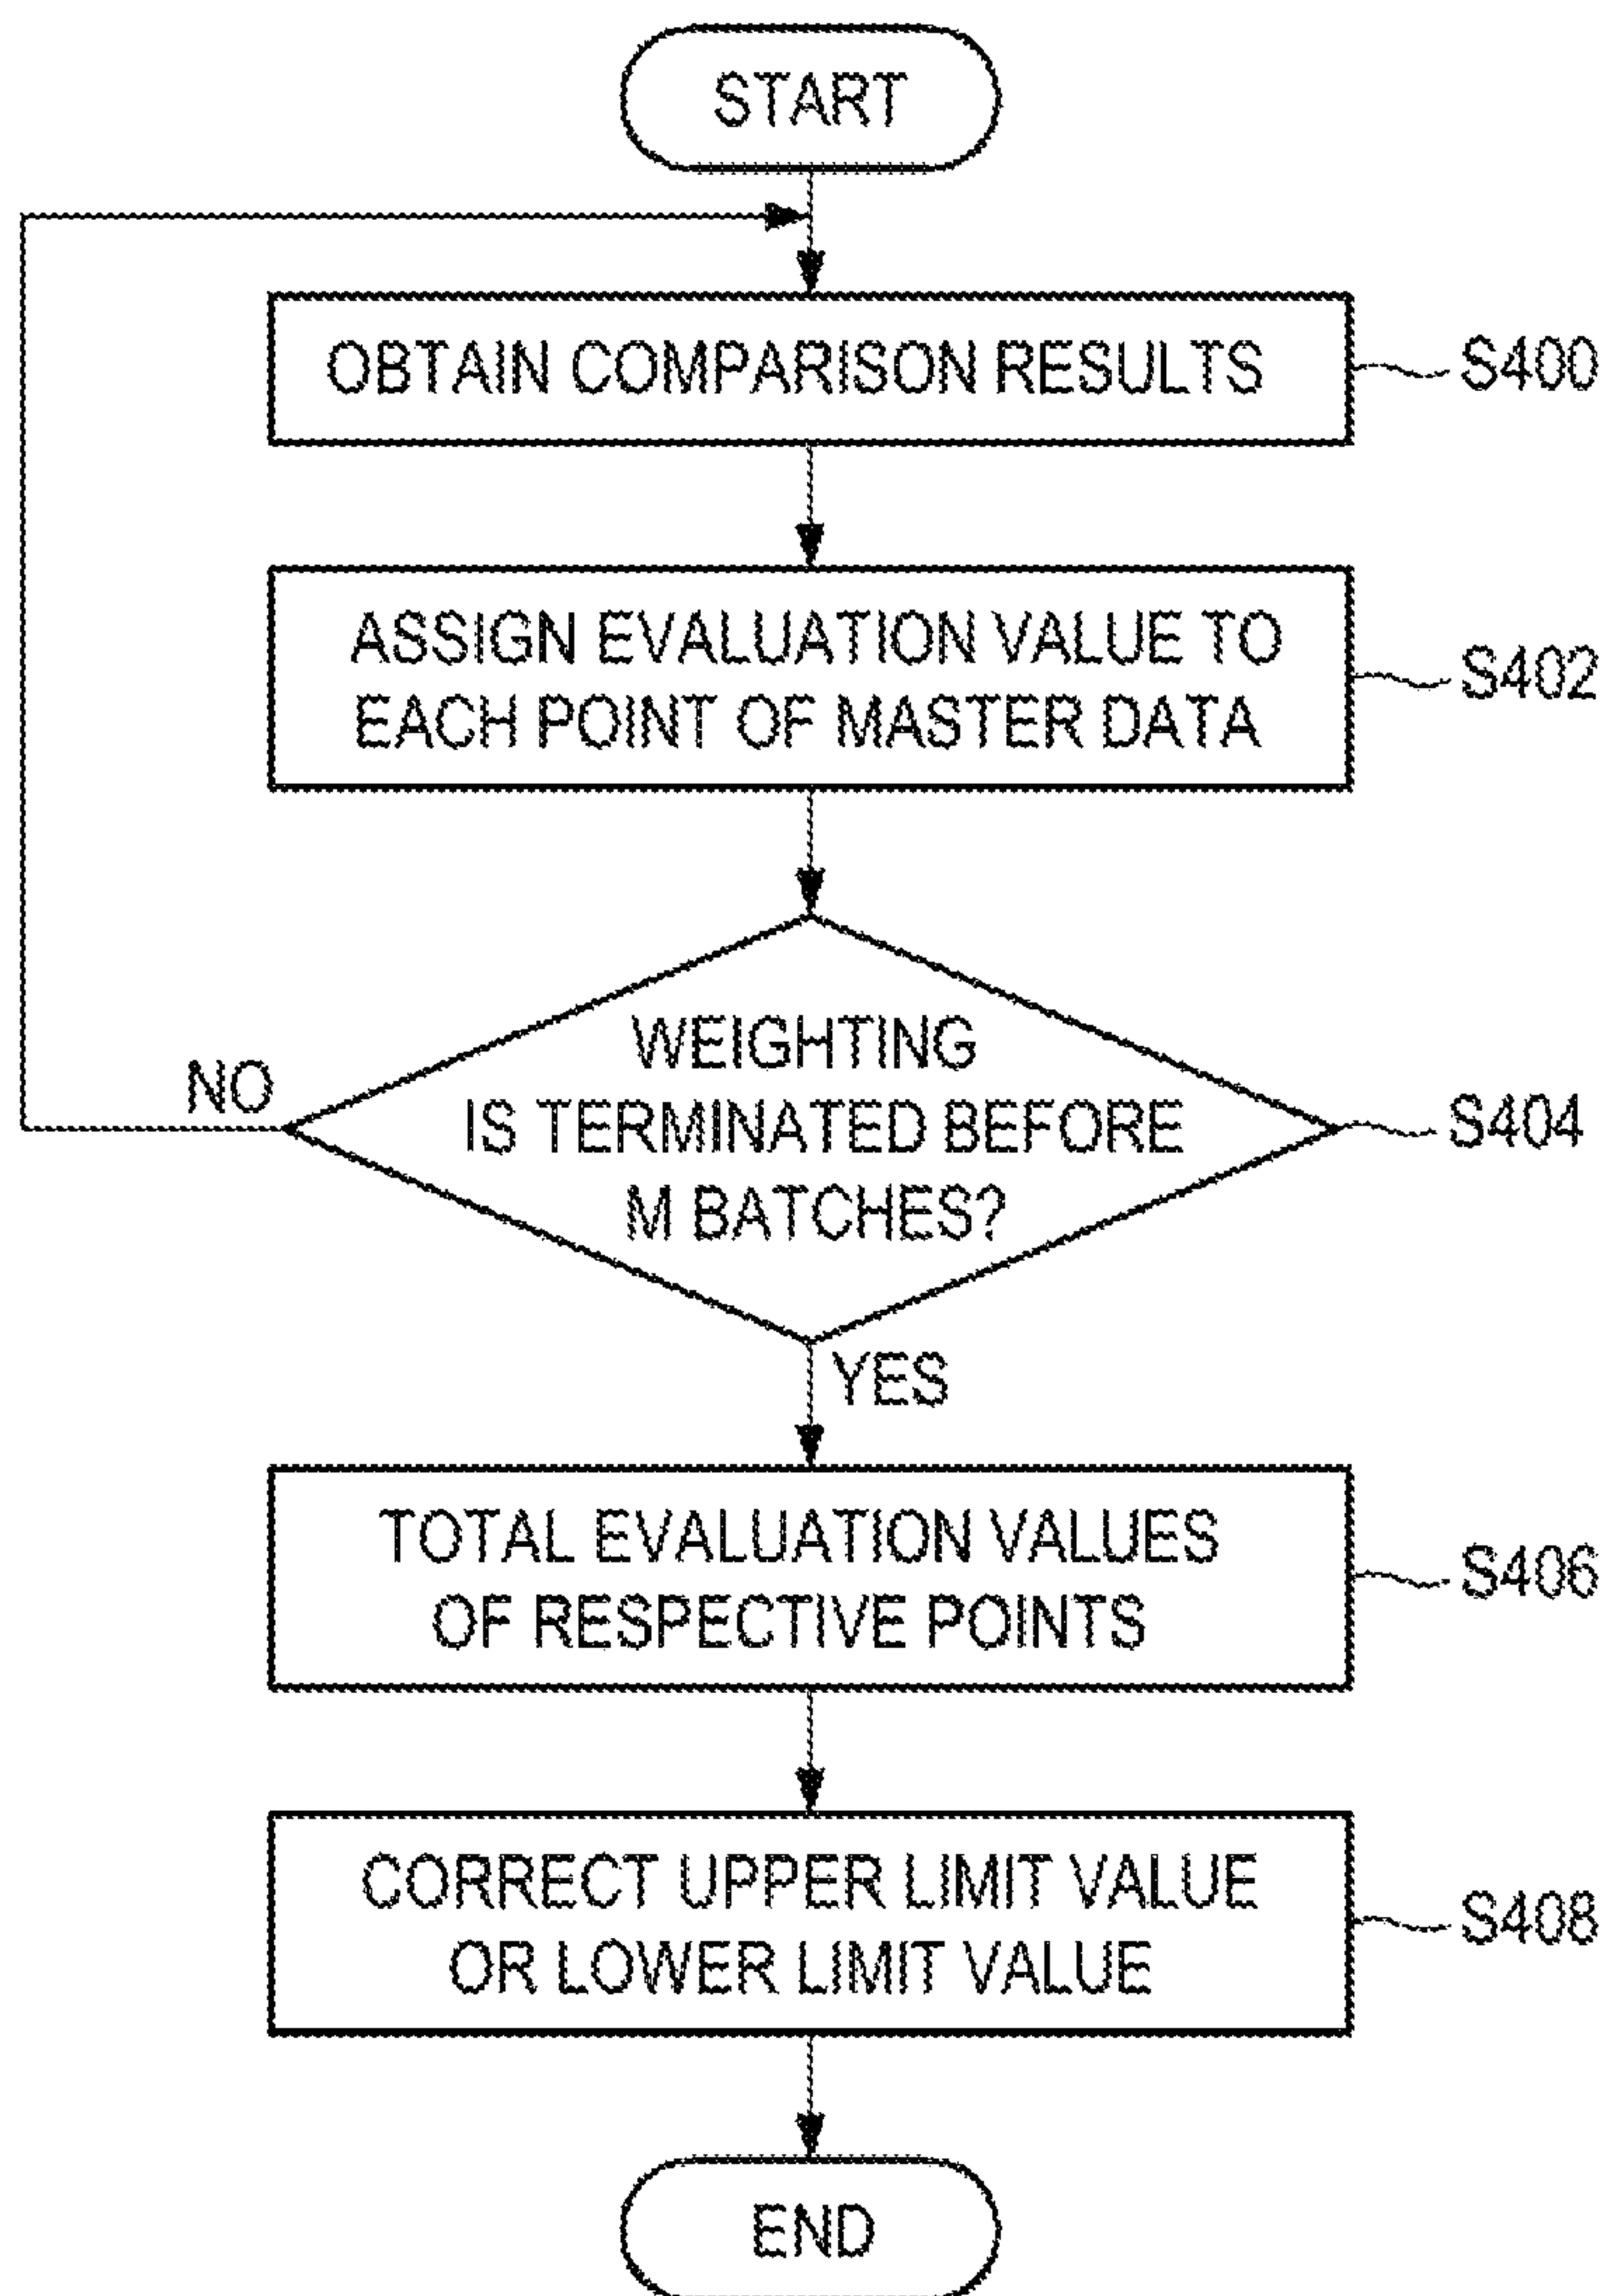 START
OBTAIN COMPARISON RESULTS
S400
ASSIGN EVALUATION VALUE TO
EACH POINT OF MASTER DATA
S402
WEIGHTING
IS TERMINATED BEFORE
M BATCHES?
S404
NO
YES
TOTAL EVALUATION VALUES
OF RESPECTIVE POINTS
S406
CORRECT UPPER LIMIT VALUE
OR LOWER LIMIT VALUE
S408
END